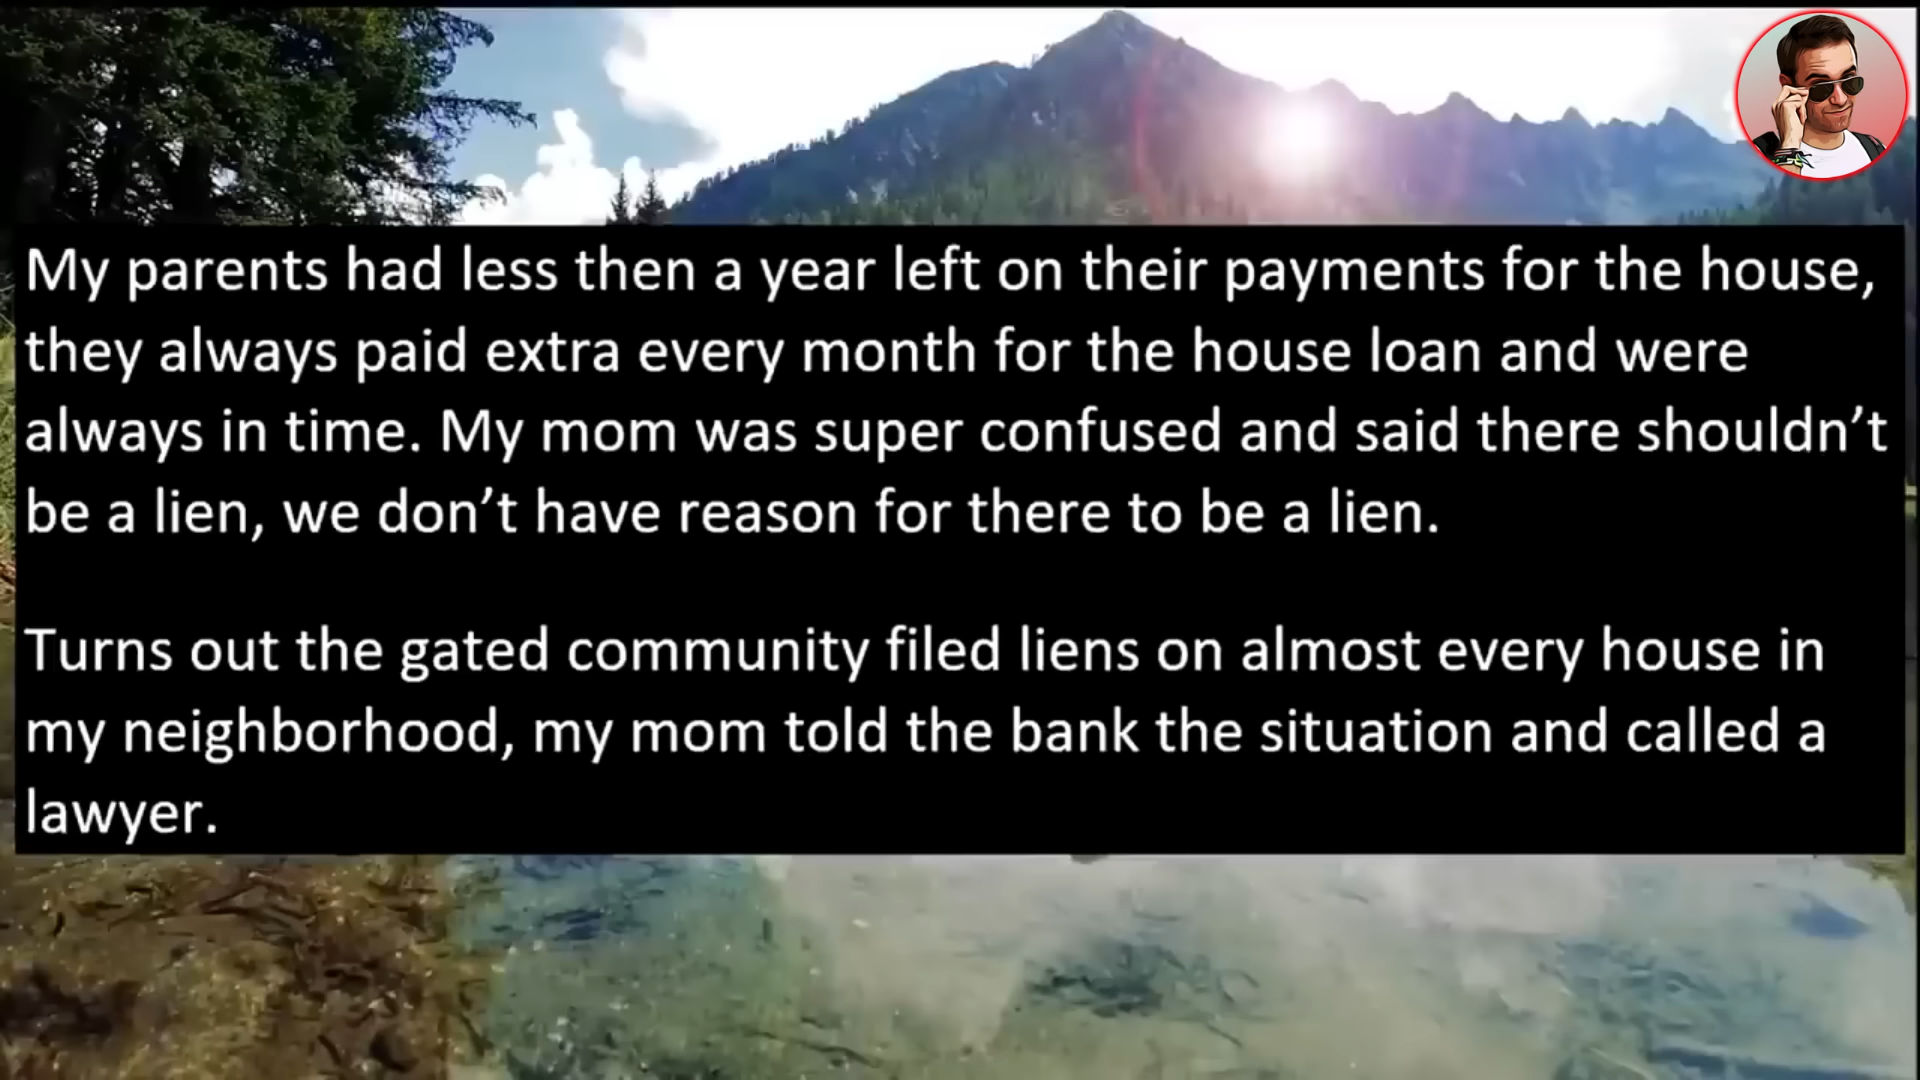 My parents had less then a year left on their payments for the house,
they always paid extra every month for the house loan and were
always in time. My mom was super confused and said there shouldn’t
be a lien, we don’t have reason for there to be a lien.
Turns out the gated community filed liens on almost every house in
my neighborhood, my mom told the bank the situation and called a
lawyer.